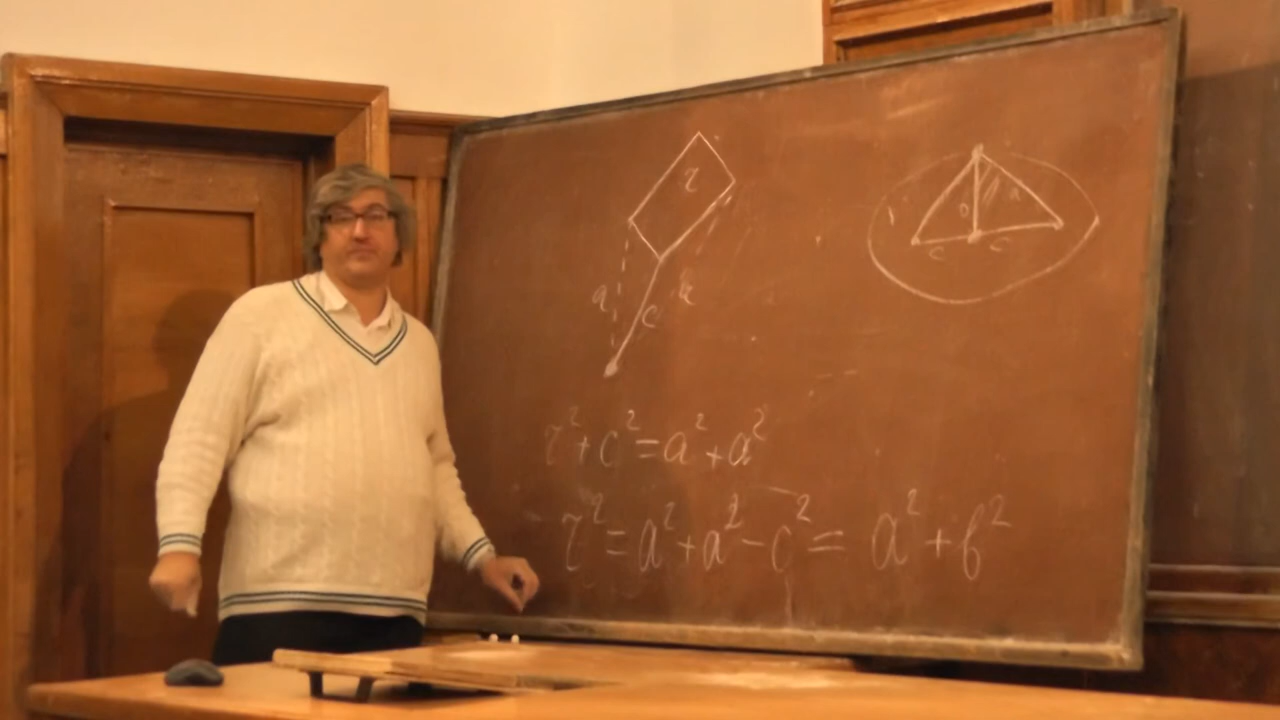 r
a
c
a
b
a
c
c
r² + c² = a² + a²
r² = a² + a² - c² = a² + b²